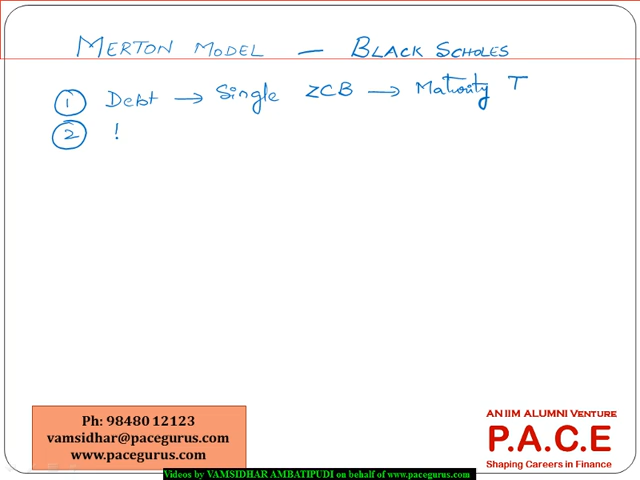 MERTON MODEL — BLACK SCHOLES
1 Debt → Single ZCB → Maturity T
2
Ph: 98480 12123
vamsidhar@pacegurus.com
www.pacegurus.com
AN IIM ALUMNI VENTURE
P.A.C.E
Shaping Careers in Finance
Videos by VAMSIDHAR AMBATIPUDI on behalf of www.pacegurus.com